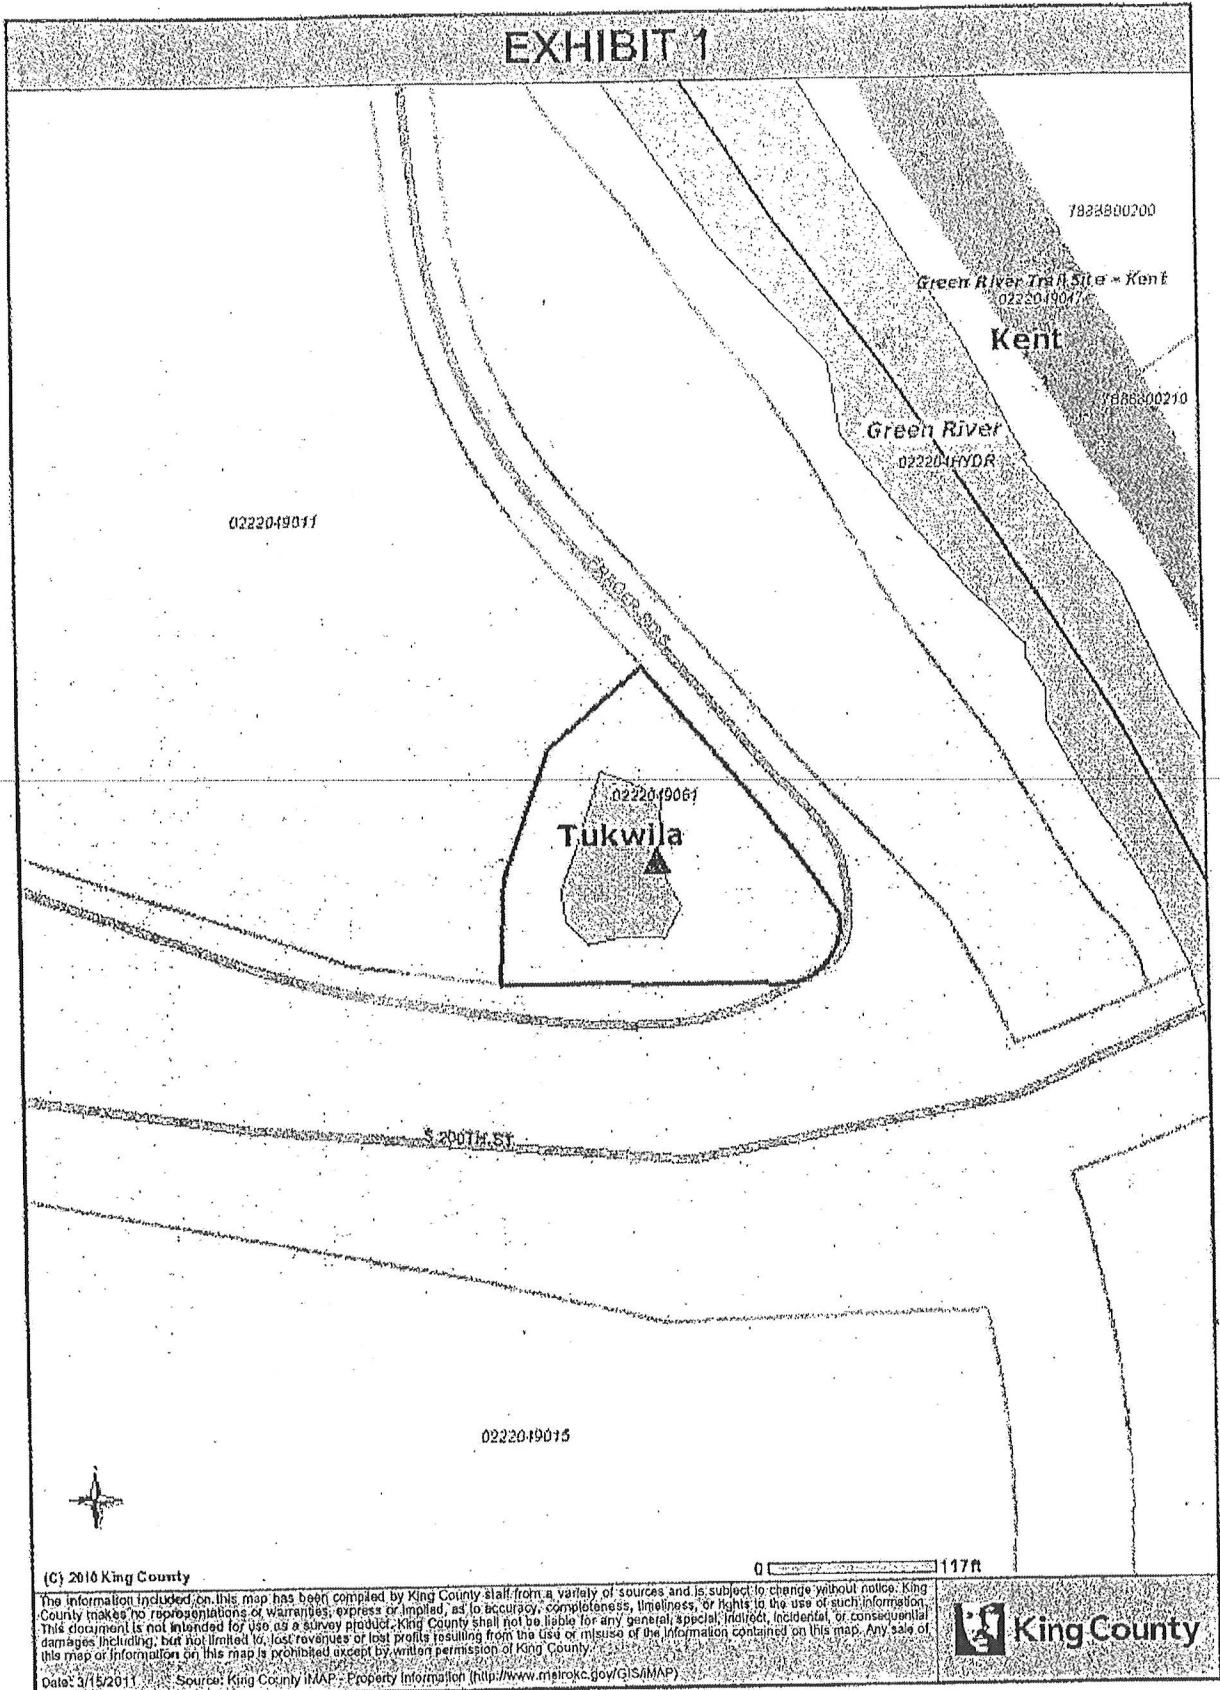 EXHIBIT 1
7888800200
Green River Trail Site - Kent
0222049047
Kent
7888800210
Green River
022204HYDR
0222049011
0222049061
Tukwila
S 200TH ST
0222049015
0 117ft
(C) 2010 King County
The information included on this map has been compiled by King County staff from a variety of sources and is subject to change without notice. King
County makes no representations or warranties, express or implied, as to accuracy, completeness, timeliness, or rights to the use of such information.
This document is not intended for use as a survey product. King County shall not be liable for any general, special, indirect, incidental, or consequential
damages including, but not limited to, lost revenues or lost profits resulting from the use or misuse of the information contained on this map. Any sale of
this map or information on this map is prohibited except by written permission of King County.
King County
Date: 3/15/2011 Source: King County iMAP - Property Information (http://www.metrokc.gov/GIS/iMAP)